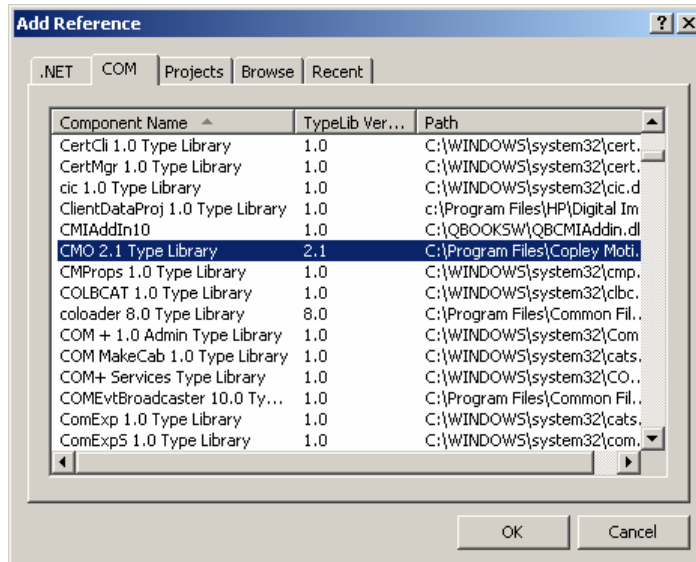 Add Reference
.NET COM Projects Browse Recent
Component Name TypeLib Ver... Path
CertCli 1.0 Type Library 1.0 C:\WINDOWS\system32\cert.
CertMgr 1.0 Type Library 1.0 C:\WINDOWS\system32\cert.
cic 1.0 Type Library 1.0 C:\WINDOWS\system32\cic.d
ClientDataProj 1.0 Type Library 1.0 c:\Program Files\HP\Digital Im
CMIAddIn10 1.0 C:\QBOOKSW\QBCMIAddin.dl
CMO 2.1 Type Library 2.1 C:\Program Files\Copley Moti.
CMProps 1.0 Type Library 1.0 C:\WINDOWS\system32\cmp.
COLBCAT 1.0 Type Library 1.0 C:\WINDOWS\system32\clbc.
coloader 8.0 Type Library 8.0 C:\Program Files\Common Fil..
COM + 1.0 Admin Type Library 1.0 C:\WINDOWS\system32\Com
COM MakeCab 1.0 Type Library 1.0 C:\WINDOWS\system32\cats.
COM+ Services Type Library 1.0 C:\WINDOWS\system32\CO..
COMEvtBroadcaster 10.0 Ty... 1.0 C:\Program Files\Common Fil..
ComExp 1.0 Type Library 1.0 C:\WINDOWS\system32\cats.
ComExpS 1.0 Type Library 1.0 C:\WINDOWS\system32\com.
OK Cancel